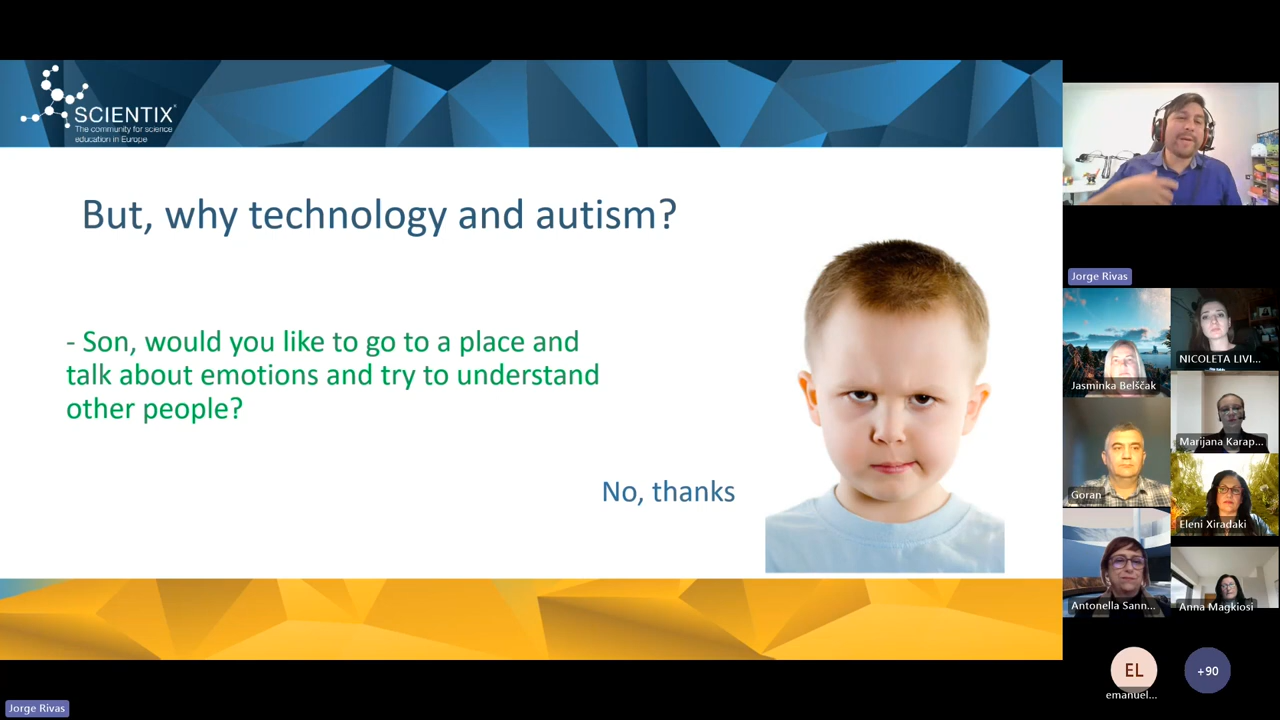 SCIENTIX®
The community for science
education in Europe
But, why technology and autism?
- Son, would you like to go to a place and
talk about emotions and try to understand
other people?
No, thanks
Jorge Rivas
Jasminka Belščak
NICOLETA LIVI...
Goran
Marijana Karap...
Eleni Xiradaki
Antonella Sann...
Anna Magkiosi
EL
emanuel...
+90
Jorge Rivas